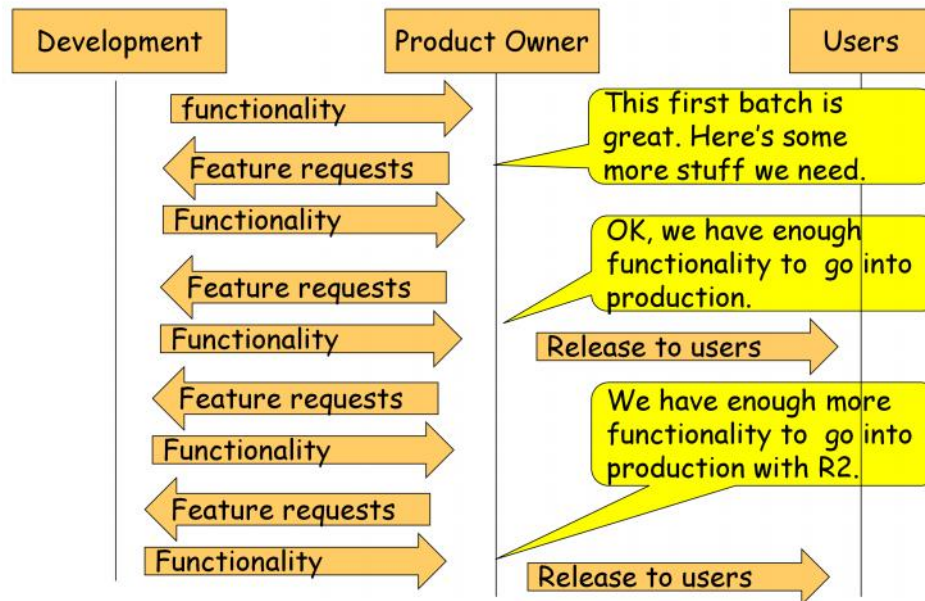 Development
Product Owner
Users
functionality
This first batch is
great. Here's some
more stuff we need.
Feature requests
Functionality
OK, we have enough
functionality to go into
production.
Feature requests
Functionality
Release to users
Feature requests
We have enough more
functionality to go into
production with R2.
Functionality
Feature requests
Functionality
Release to users